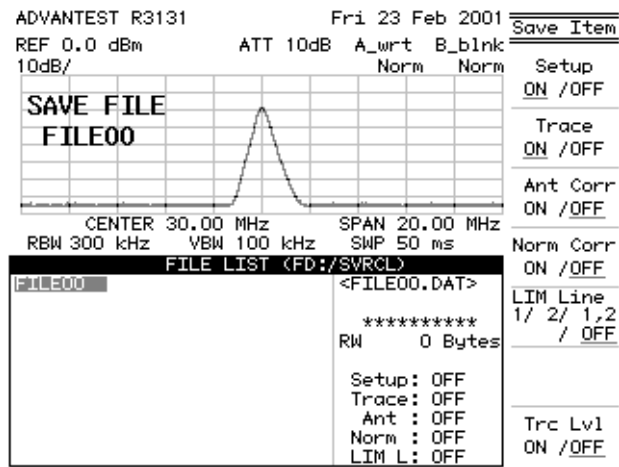 ADVANTEST R3131 Fri 23 Feb 2001
REF 0.0 dBm ATT 10dB A_wrt B_blnk
10dB/ Norm Norm
SAVE FILE
FILE00
CENTER 30.00 MHz SPAN 20.00 MHz
RBW 300 kHz VBW 100 kHz SWP 50 ms
FILE LIST (FD:/SVRCL)
FILE00
<FILE00.DAT>
**********
RW 0 Bytes
Setup: OFF
Trace: OFF
Ant : OFF
Norm : OFF
LIM L: OFF
Save Item
Setup
ON /OFF
Trace
ON /OFF
Ant Corr
ON /OFF
Norm Corr
ON /OFF
LIM Line
1/ 2/ 1,2
/ OFF
Trc Lvl
ON /OFF